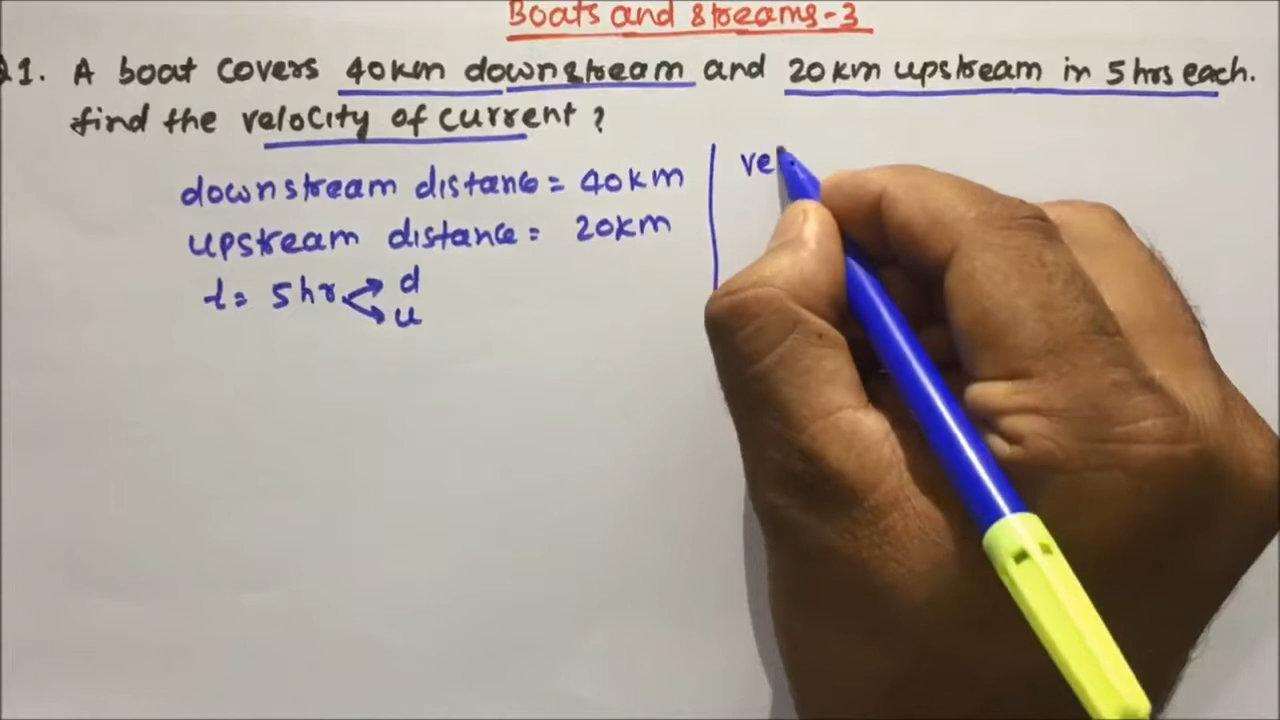 Boats and streams-3
Q1. A boat covers 40km downstream and 20km upstream in 5hrs each.
find the velocity of current?
downstream distance = 40km
upstream distance = 20km
t = 5hr d
u
ve